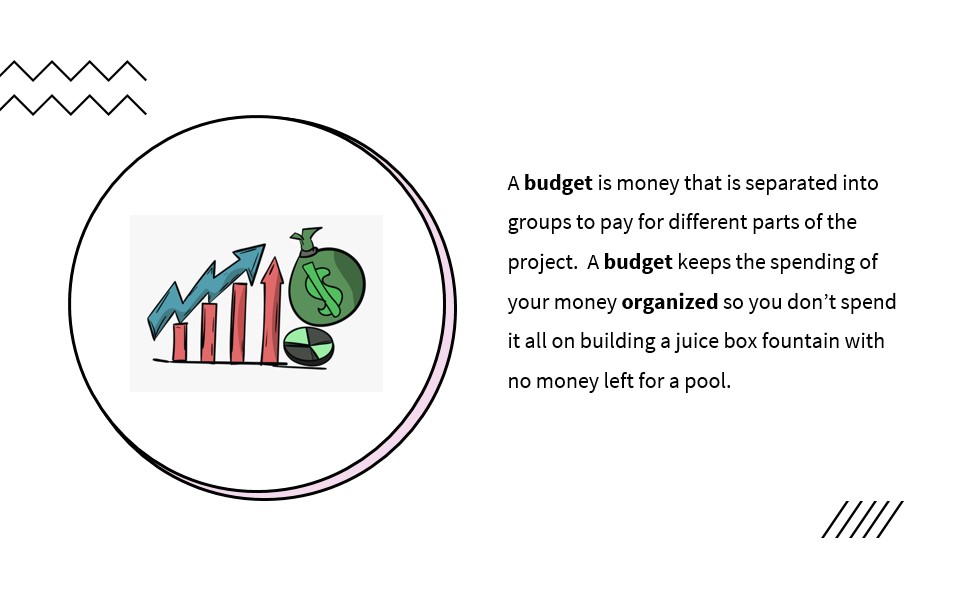 A budget is money that is separated into
groups to pay for different parts of the
project.  A budget keeps the spending of
your money organized so you don’t spend
it all on building a juice box fountain with
no money left for a pool.